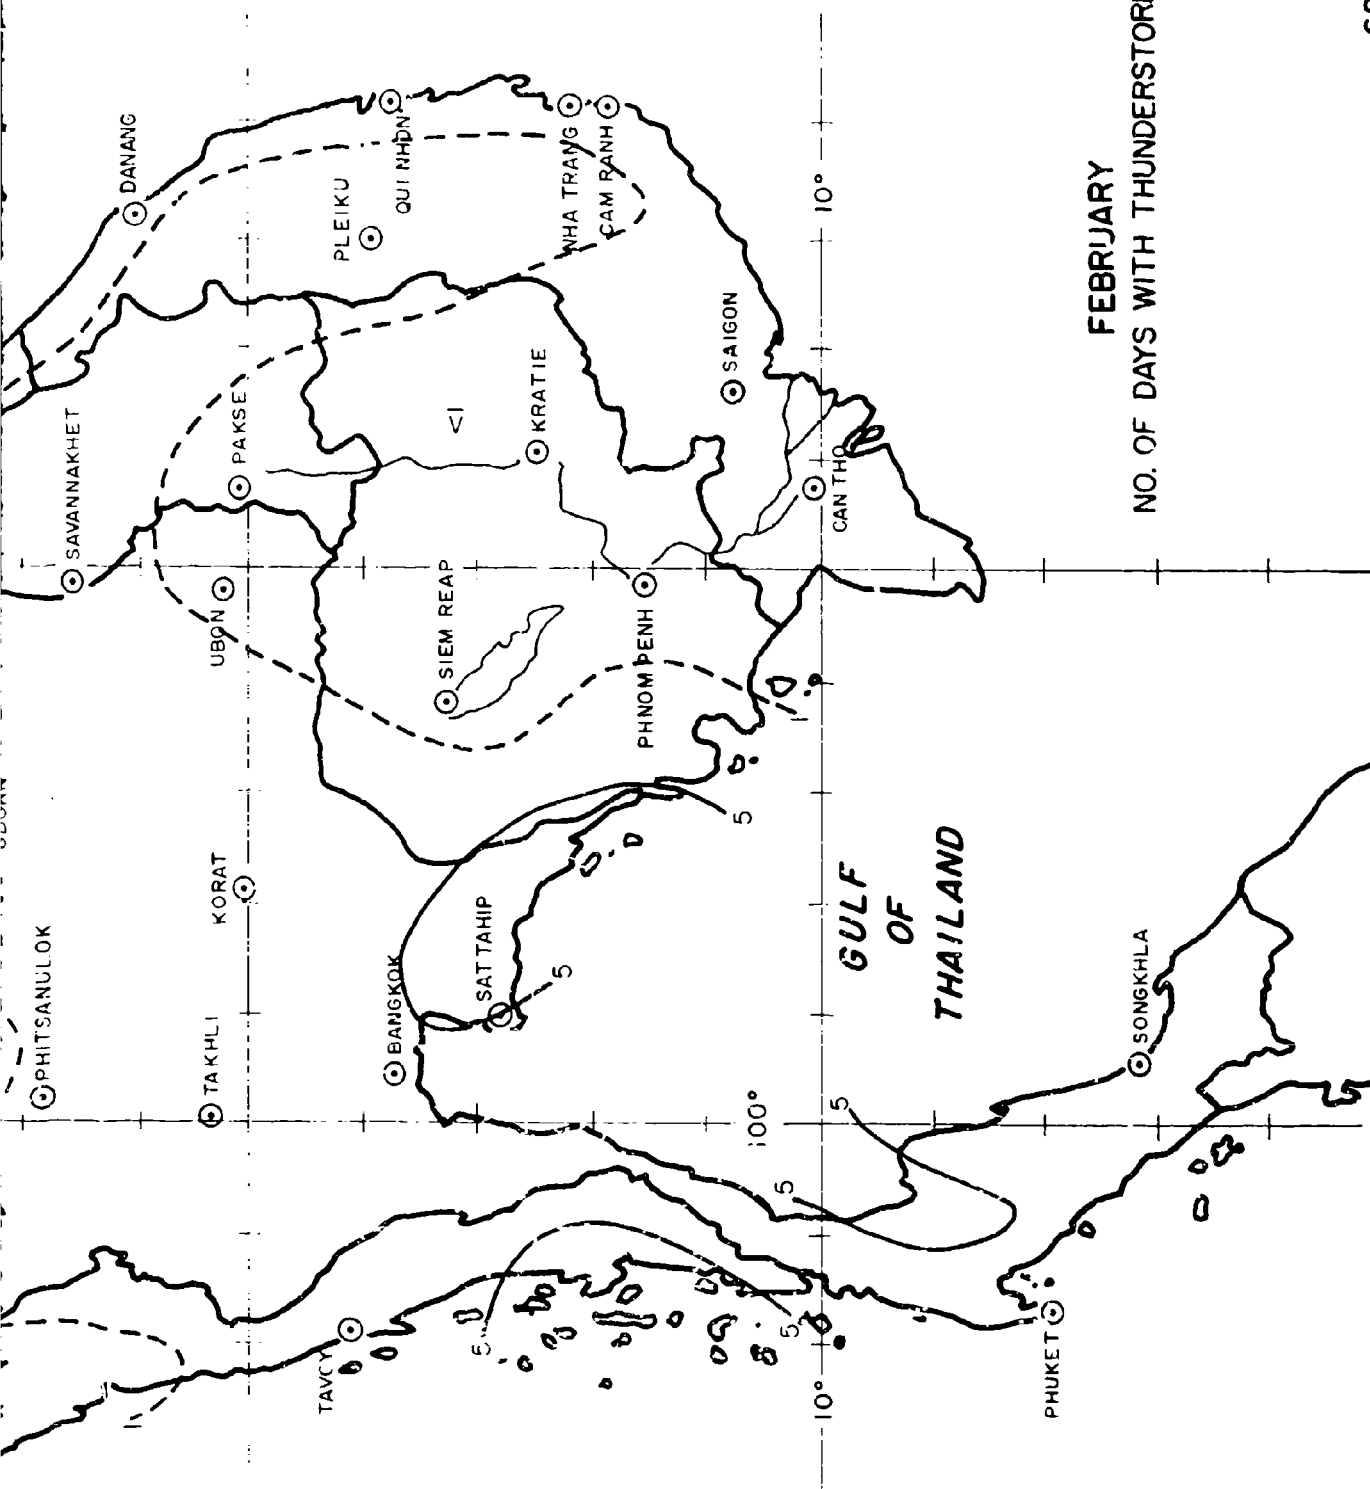 DANANG
SAVANNAKHET
PHITSANULOK
PAKSE
UBON
KORAT
TAKHLI
QUI NHON
PLEIKU
<1
KRATIE
SIEM REAP
BANGKOK
SATTAHIP
TAVOY
NHA TRANG
CAM RANH
SAIGON
PHNOM PENH
CAN THO
1
1
5
5
5
5
5
5
100°
10°
10°
GULF
OF
THAILAND
SONGKHLA
PHUKET
FEBRUARY
NO. OF DAYS WITH